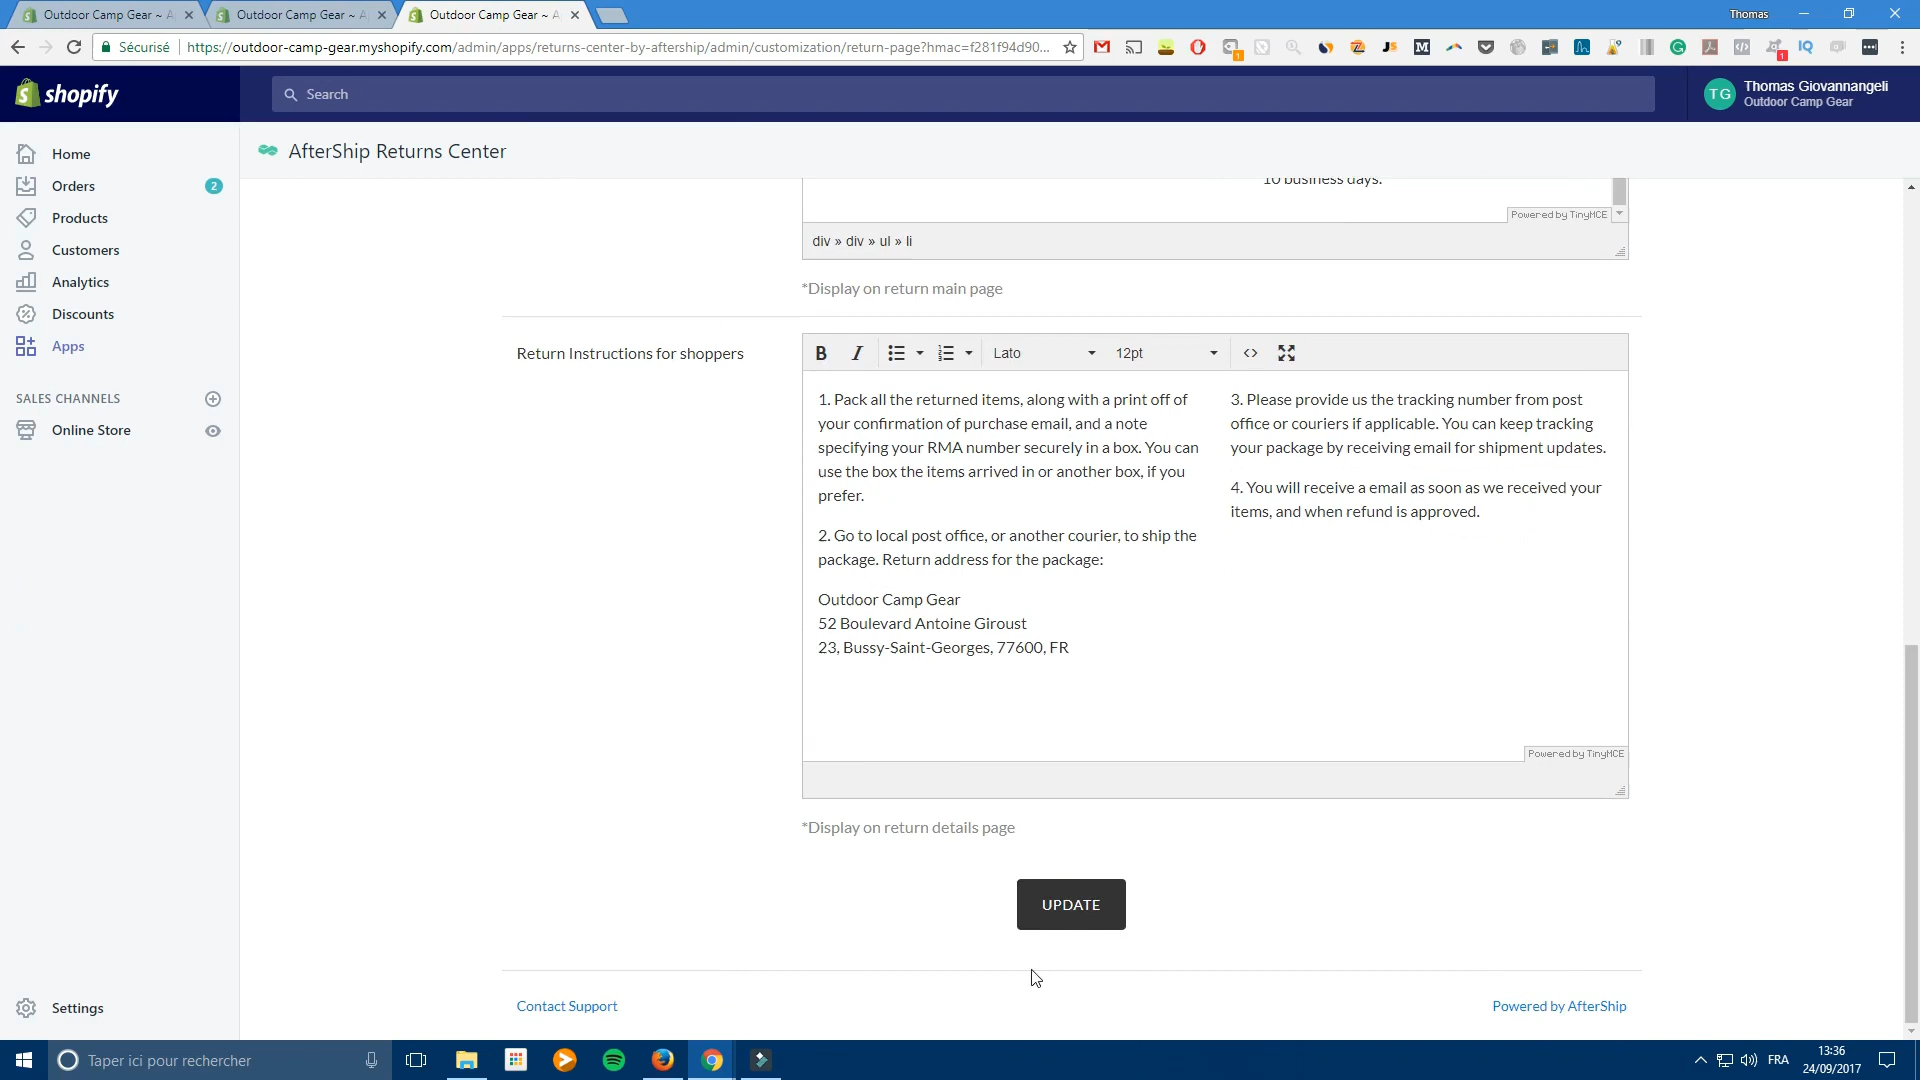 Outdoor Camp Gear ~ A
Outdoor Camp Gear ~ A
Outdoor Camp Gear ~ A
Thomas
Sécurisé
https://outdoor-camp-gear.myshopify.com/admin/apps/returns-center-by-aftership/admin/customization/return-page?hmac=f281f94d90...
shopify
Search
TG
Thomas Giovannangeli
Outdoor Camp Gear
Home
Orders
2
Products
Customers
Analytics
Discounts
Apps
SALES CHANNELS
Online Store
Settings
AfterShip Returns Center
10 business days.
Powered by TinyMCE
div » div » ul » li
*Display on return main page
Return Instructions for shoppers
B I Lato 12pt
1. Pack all the returned items, along with a print off of
your confirmation of purchase email, and a note
specifying your RMA number securely in a box. You can
use the box the items arrived in or another box, if you
prefer.
2. Go to local post office, or another courier, to ship the
package. Return address for the package:
Outdoor Camp Gear
52 Boulevard Antoine Giroust
23, Bussy-Saint-Georges, 77600, FR
3. Please provide us the tracking number from post
office or couriers if applicable. You can keep tracking
your package by receiving email for shipment updates.
4. You will receive a email as soon as we received your
items, and when refund is approved.
Powered by TinyMCE
*Display on return details page
UPDATE
Contact Support
Powered by AfterShip
Taper ici pour rechercher
FRA
13:36
24/09/2017